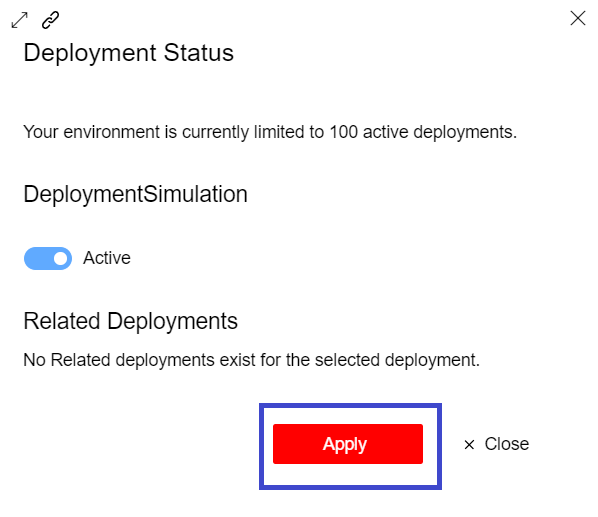 Deployment Status
Your environment is currently limited to 100 active deployments.
DeploymentSimulation
Active
Related Deployments
No Related deployments exist for the selected deployment.
Apply
Close